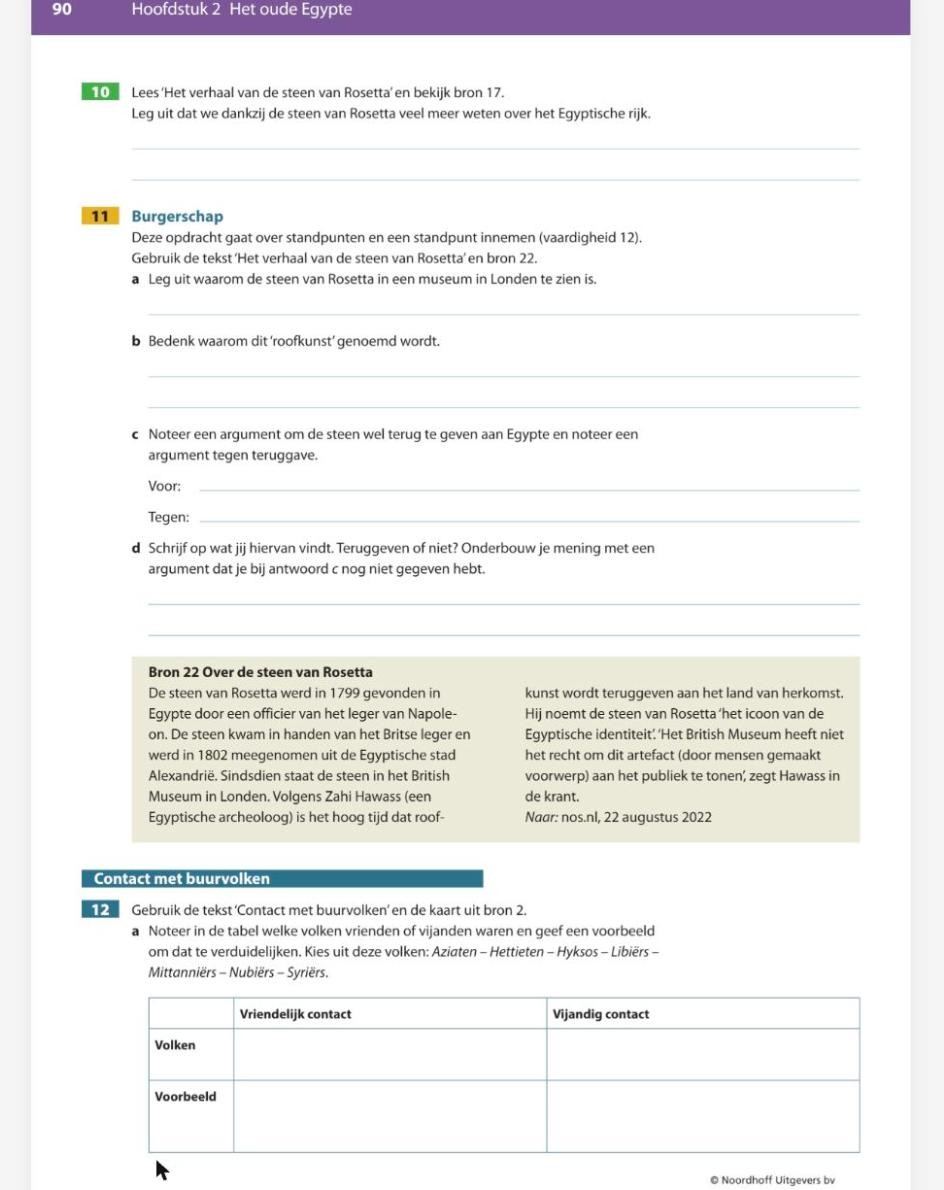 90 Hoofdstuk 2 Het oude Egypte
10 Lees ‘Het verhaal van de steen van Rosetta’ en bekijk bron 17.
Leg uit dat we dankzij de steen van Rosetta veel meer weten over het Egyptische rijk.
11 Burgerschap
Deze opdracht gaat over standpunten en een standpunt innemen (vaardigheid 12).
Gebruik de tekst ‘Het verhaal van de steen van Rosetta’ en bron 22.
a Leg uit waarom de steen van Rosetta in een museum in Londen te zien is.
b Bedenk waarom dit ‘roofkunst’ genoemd wordt.
c Noteer een argument om de steen wel terug te geven aan Egypte en noteer een
argument tegen teruggave.
Voor:
Tegen:
d Schrijf op wat jij hiervan vindt. Teruggeven of niet? Onderbouw je mening met een
argument dat je bij antwoord c nog niet gegeven hebt.
Bron 22 Over de steen van Rosetta
De steen van Rosetta werd in 1799 gevonden in
Egypte door een officier van het leger van Napole-
on. De steen kwam in handen van het Britse leger en
werd in 1802 meegenomen uit de Egyptische stad
Alexandrië. Sindsdien staat de steen in het British
Museum in Londen. Volgens Zahi Hawass (een
Egyptische archeoloog) is het hoog tijd dat roof-
kunst wordt teruggeven aan het land van herkomst.
Hij noemt de steen van Rosetta ‘het icoon van de
Egyptische identiteit’. ‘Het British Museum heeft niet
het recht om dit artefact (door mensen gemaakt
voorwerp) aan het publiek te tonen’, zegt Hawass in
de krant.
Naar: nos.nl, 22 augustus 2022
Contact met buurvolken
12 Gebruik de tekst ‘Contact met buurvolken’ en de kaart uit bron 2.
a Noteer in de tabel welke volken vrienden of vijanden waren en geef een voorbeeld
om dat te verduidelijken. Kies uit deze volken: Aziaten – Hettieten – Hyksos – Libiërs –
Mittanniërs – Nubiërs – Syriërs.
Vriendelijk contact Vijandig contact
Volken
Voorbeeld
© Noordhoff Uitgevers bv